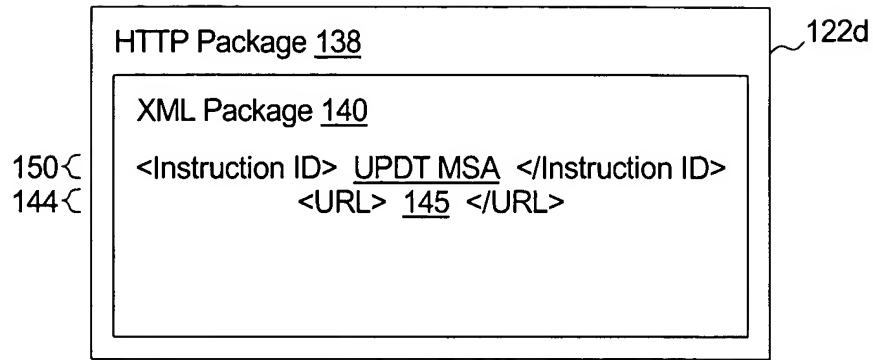 HTTP Package 138
122d
XML Package 140
150{ <Instruction ID> UPDT MSA </Instruction ID>
144{ <URL> 145 </URL>